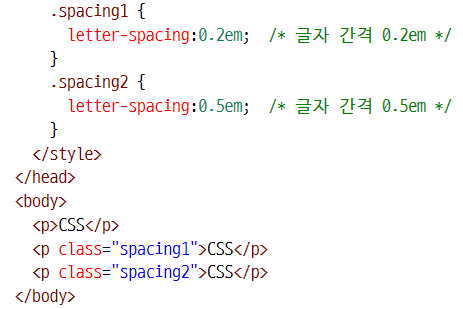 .spacing1 {
letter-spacing:0.2em; /* 글자 간격 0.2em */
}
.spacing2 {
letter-spacing:0.5em; /* 글자 간격 0.5em */
}
</style>
</head>
<body>
<p>CSS</p>
<p class="spacing1">CSS</p>
<p class="spacing2">CSS</p>
</body>